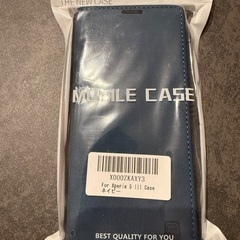 THE NEW CASE
MOBILE CASE
X000ZKAXY3
For Xperia 5 III Case
ネイビー
BEST QUALITY FOR YOU